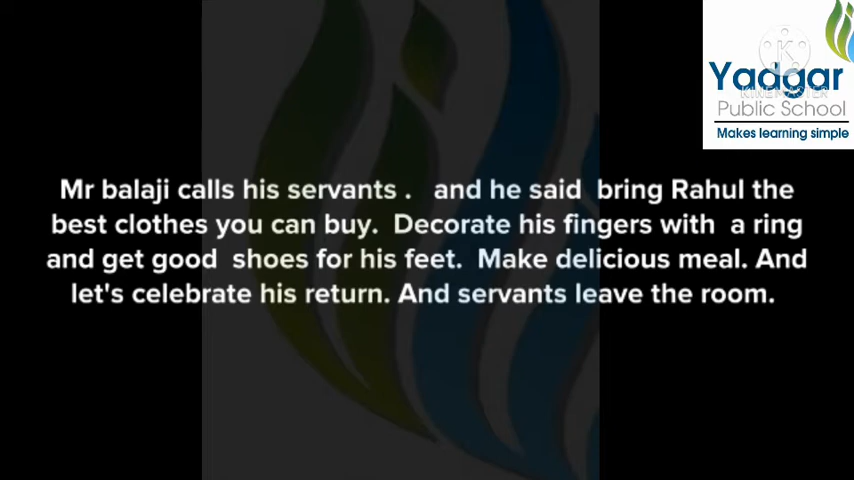 Yadgar
KINEMASTER
Public School
Makes learning simple
Mr balaji calls his servants .   and he said  bring Rahul the
best clothes you can buy.  Decorate his fingers with  a ring
and get good  shoes for his feet.  Make delicious meal. And
let's celebrate his return. And servants leave the room.